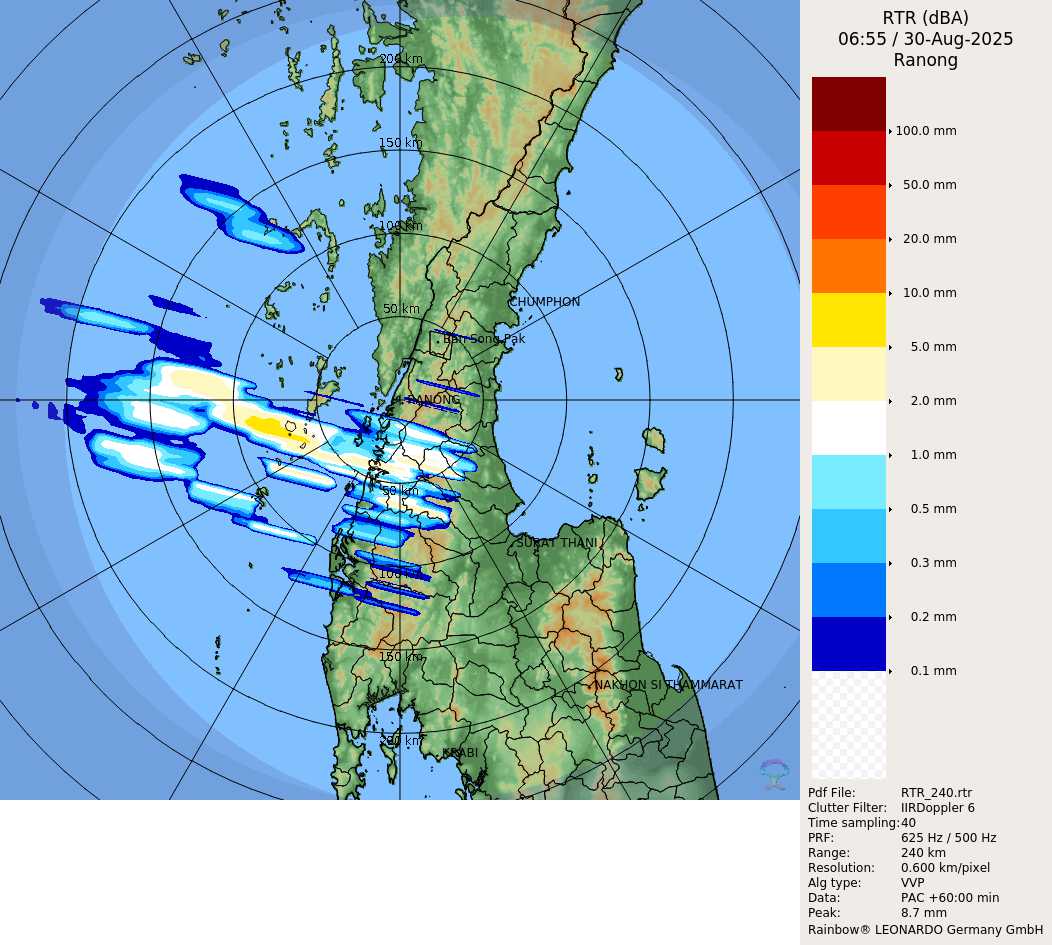 RTR (dBA)
06:55 / 30-Aug-2025
Ranong
100.0 mm
50.0 mm
20.0 mm
10.0 mm
5.0 mm
2.0 mm
1.0 mm
0.5 mm
0.3 mm
0.2 mm
0.1 mm
Pdf File: RTR_240.rtr
Clutter Filter: IIRDoppler 6
Time sampling: 40
PRF: 625 Hz / 500 Hz
Range: 240 km
Resolution: 0.600 km/pixel
Alg type: VVP
Data: PAC +60:00 min
Peak: 8.7 mm
Rainbow® LEONARDO Germany GmbH
200 km
150 km
100 km
50 km
CHUMPHON
Ban Song Pak
RANONG
50 km
SURAT THANI
100 km
150 km
NAKHON SI THAMMARAT
200 km
KRABI